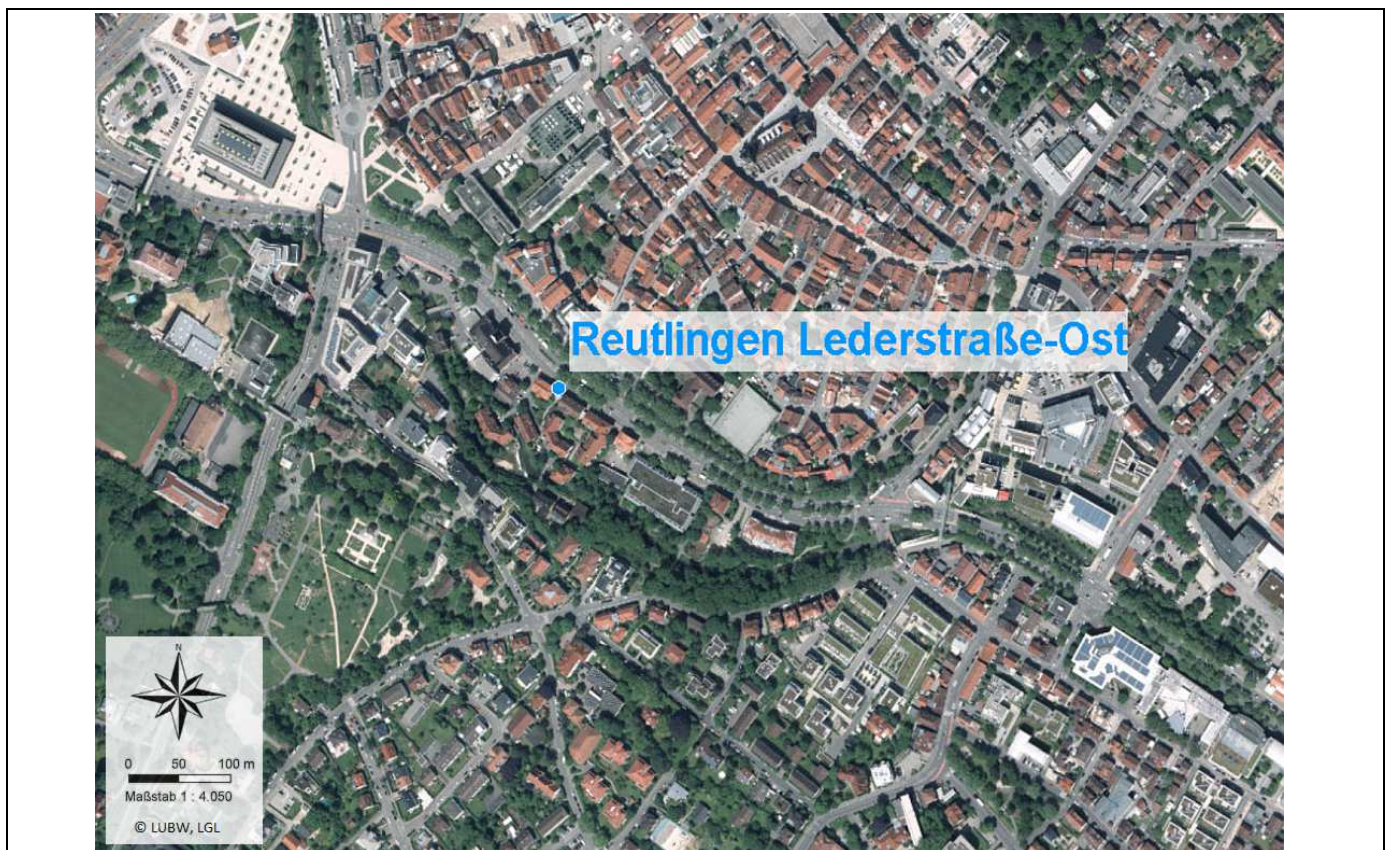 Reutlingen Lederstraße-Ost
N
0 50 100 m
Maßstab 1 : 4.050
© LUBW, LGL